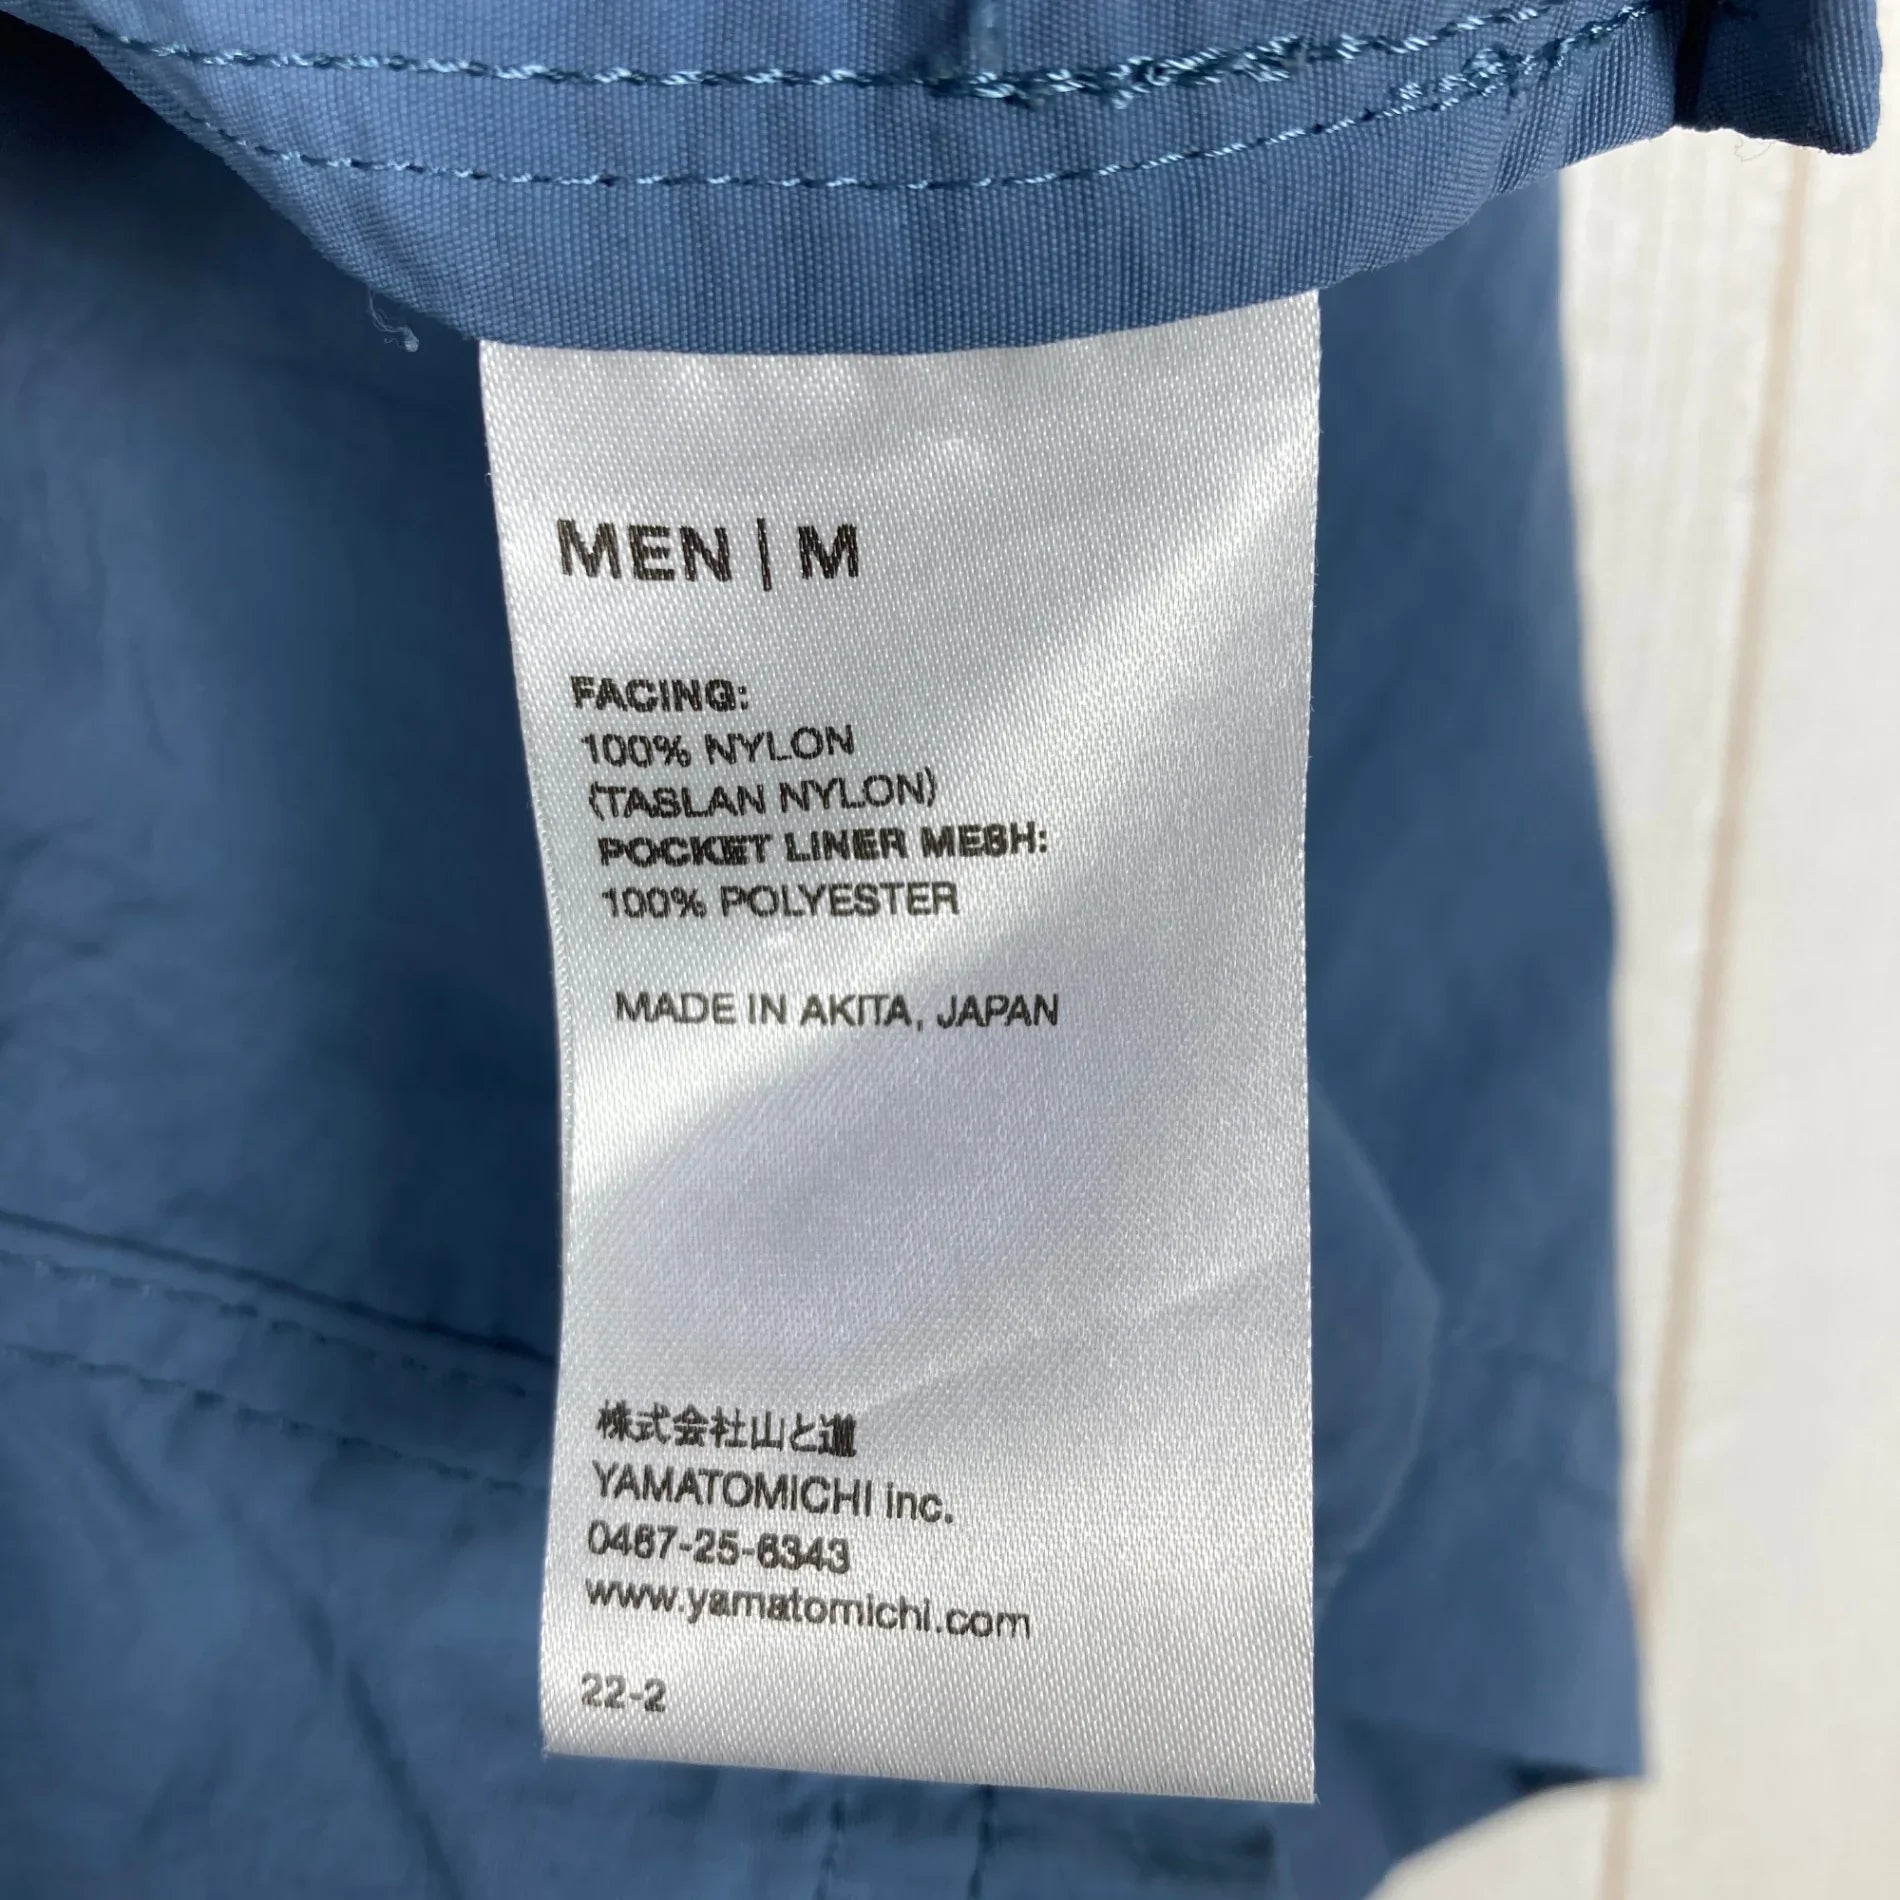 MEN | M
FACING:
100% NYLON
(TASLAN NYLON)
POCKET LINER MESH:
100% POLYESTER
MADE IN AKITA, JAPAN
株式会社山と道
YAMATOMICHI inc.
0467-25-6343
www.yamatomichi.com
22-2